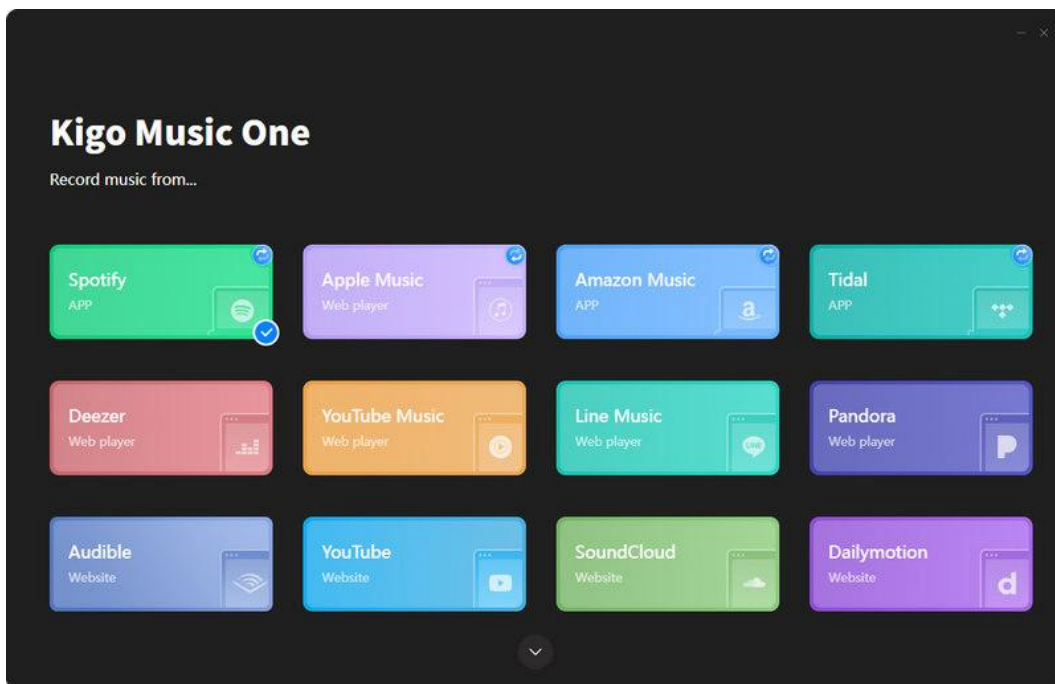 Kigo Music One
Record music from...
Spotify
APP
Apple Music
Web player
Amazon Music
APP
a
Tidal
APP
Deezer
Web player
YouTube Music
Web player
Line Music
Web player
LINE
Pandora
Web player
P
Audible
Website
YouTube
Website
SoundCloud
Website
Dailymotion
Website
d